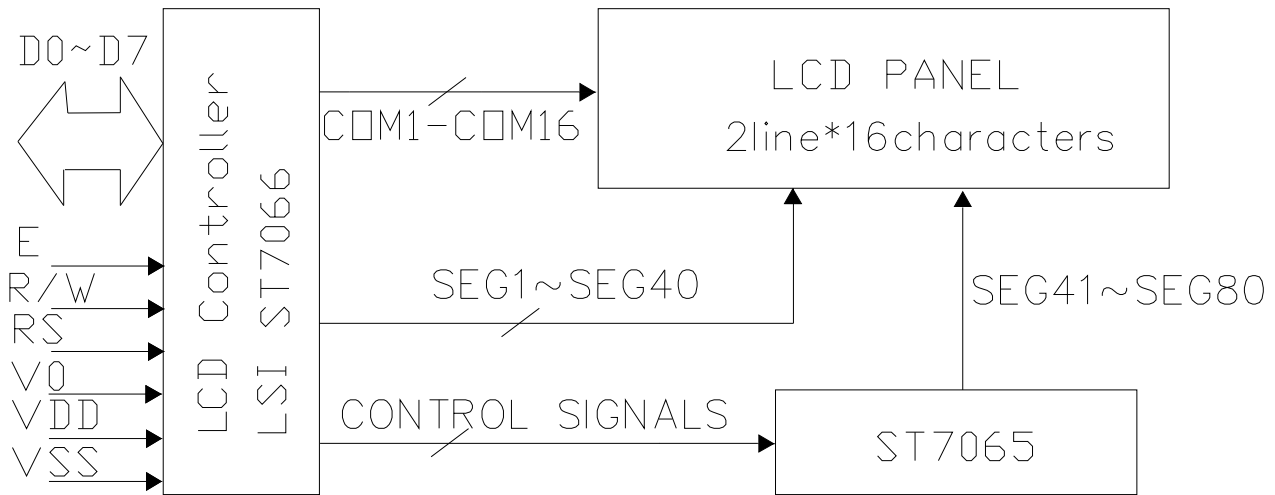 D0~D7
E
R/W
RS
V0
VDD
VSS
LCD Controller
LSI ST7066
COM1-COM16
SEG1~SEG40
CONTROL SIGNALS
LCD PANEL
2line*16characters
SEG41~SEG80
ST7065